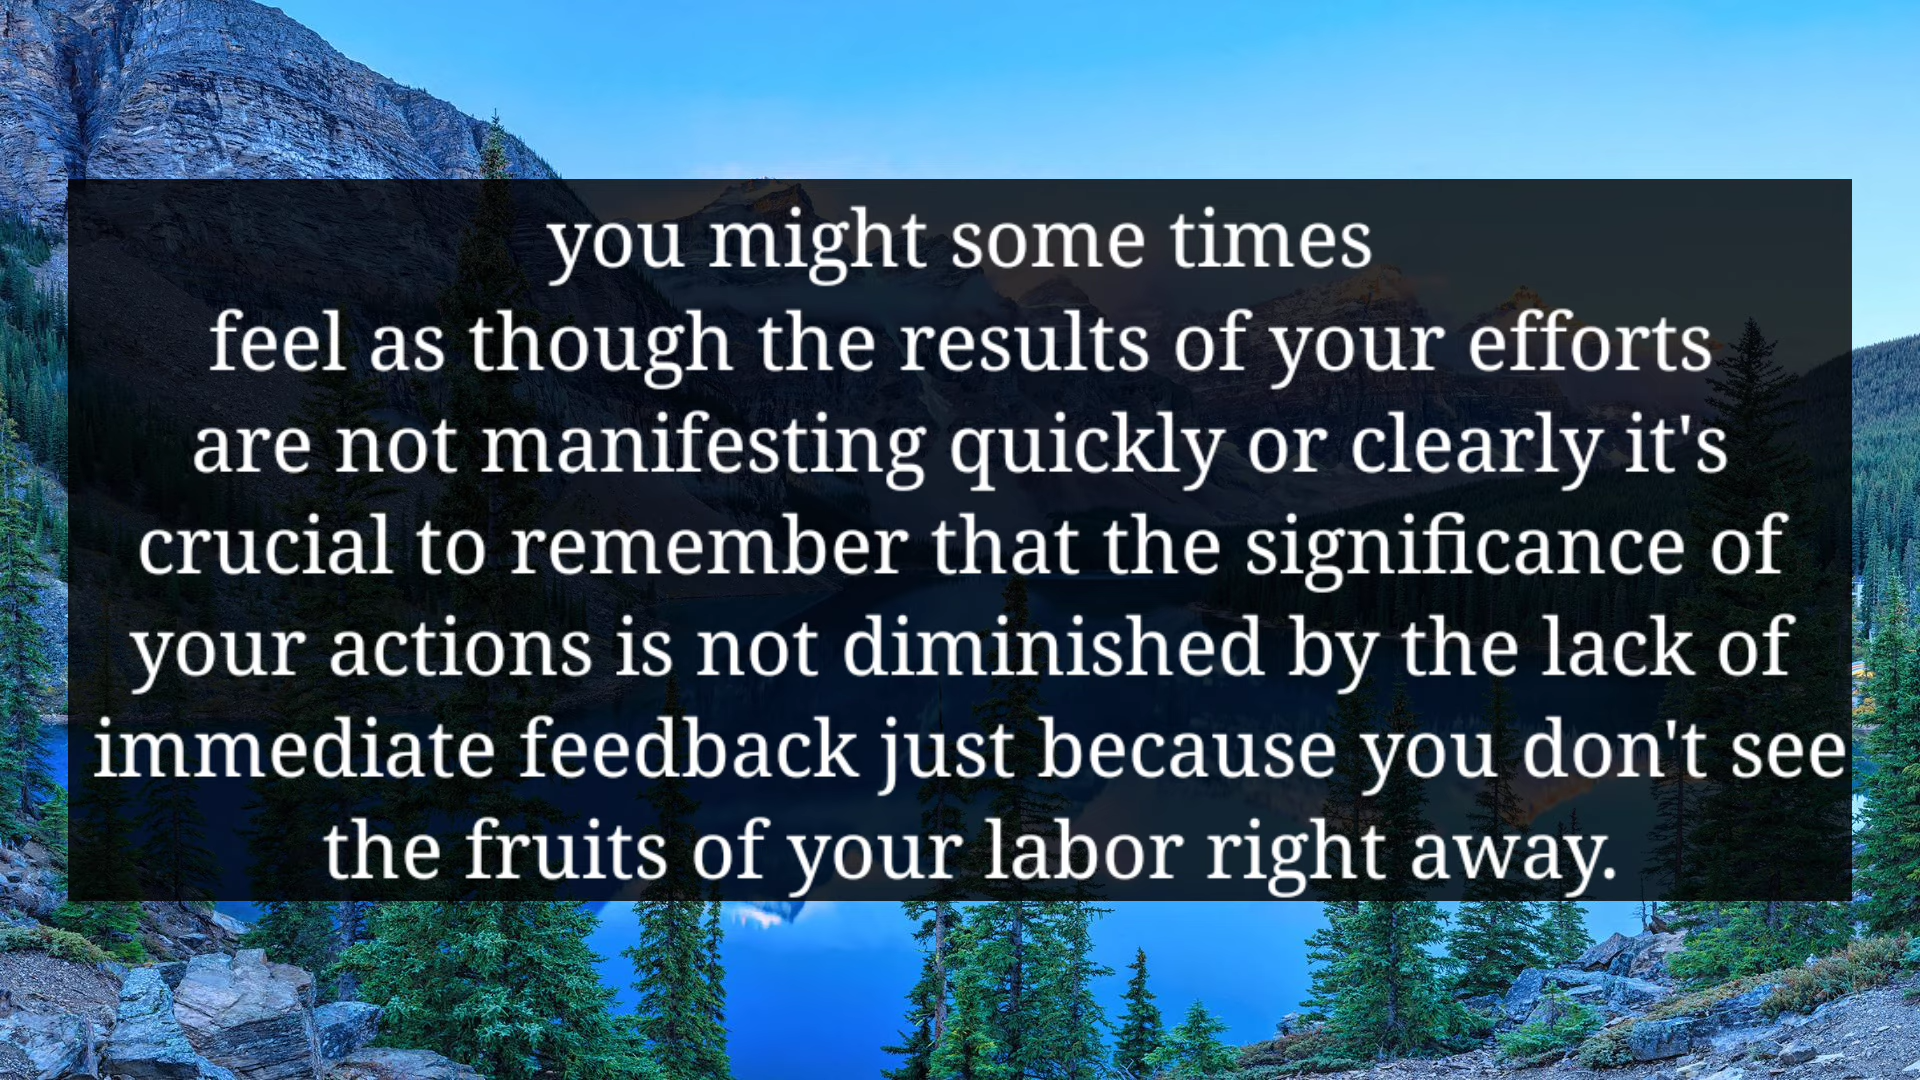 you might some times
feel as though the results of your efforts
are not manifesting quickly or clearly it's
crucial to remember that the significance of
your actions is not diminished by the lack of
immediate feedback just because you don't see
the fruits of your labor right away.